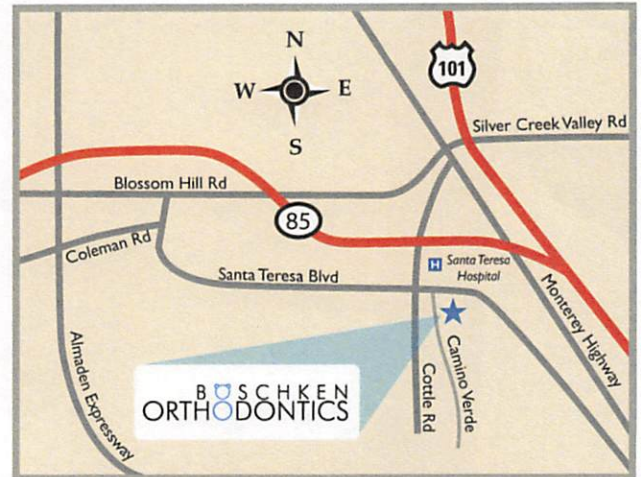 N
W
E
S
101
Silver Creek Valley Rd
Blossom Hill Rd
85
Coleman Rd
Santa Teresa
Hospital
H
Santa Teresa Blvd
Monterey Highway
Almaden Expressway
BOSCHKEN
ORTHODONTICS
Cottle Rd
Camino Verde